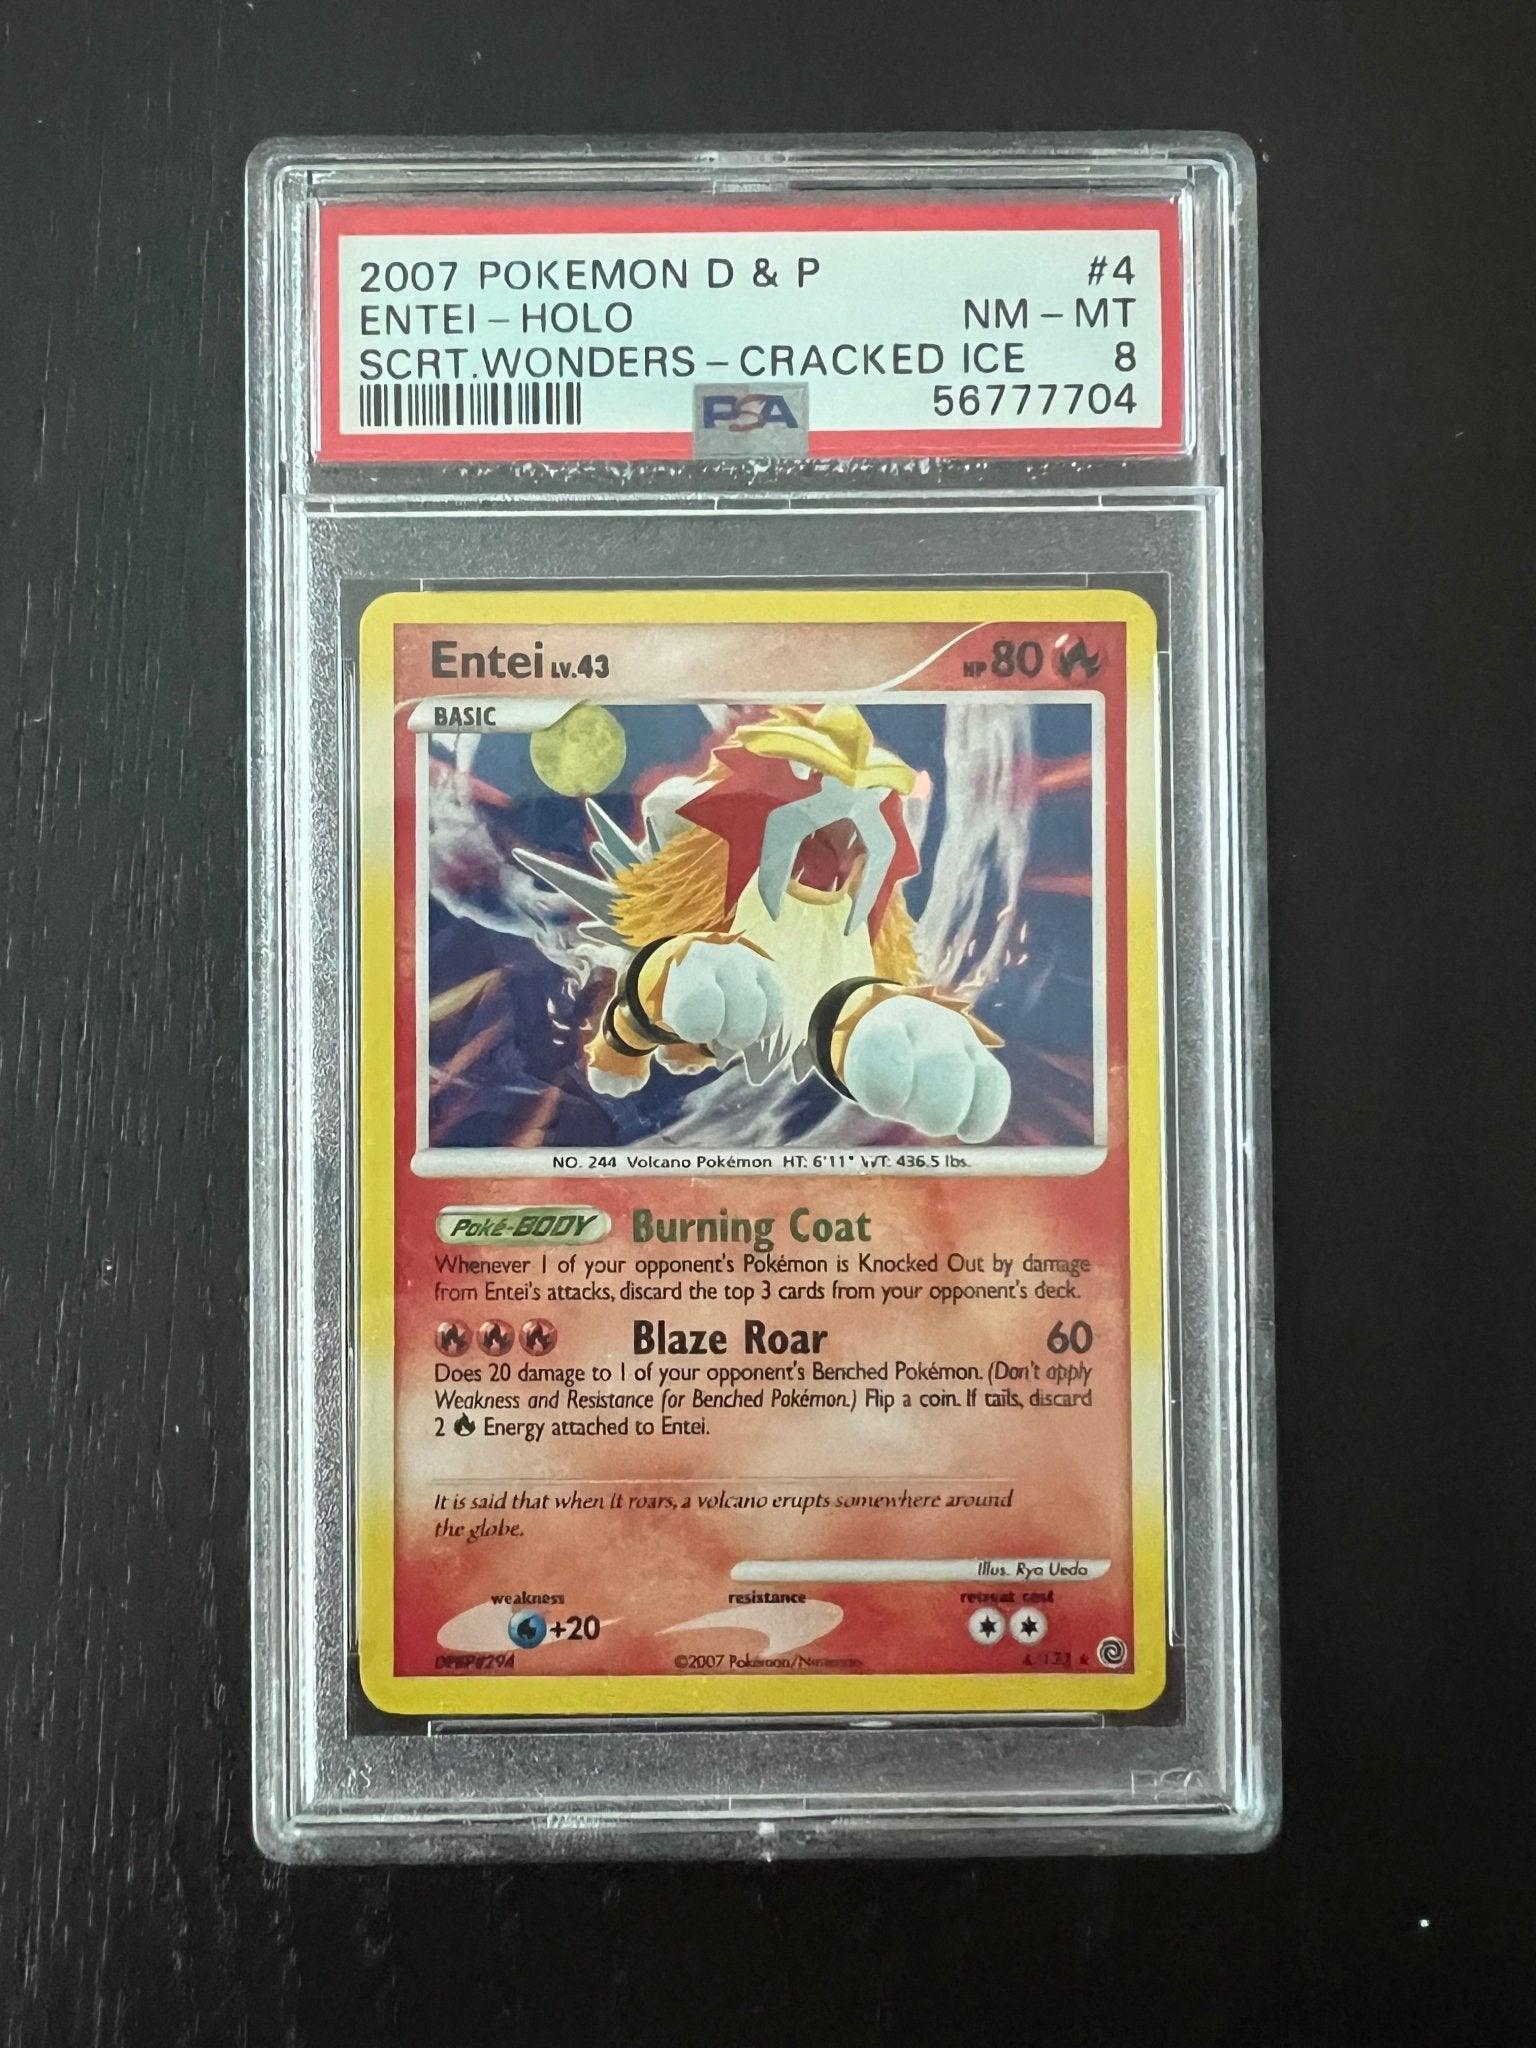 2007 POKEMON D & P #4
ENTEI - HOLO NM - MT
SCRT.WONDERS - CRACKED ICE 8
PSA 56777704
Entei LV.43 HP 80
BASIC
NO. 244 Volcano Pokémon HT: 6'11" WT: 436.5 lbs.
Poké-BODY Burning Coat
Whenever 1 of your opponent's Pokémon is Knocked Out by damage
from Entei's attacks, discard the top 3 cards from your opponent's deck.
Blaze Roar 60
Does 20 damage to 1 of your opponent's Benched Pokémon. (Don't apply
Weakness and Resistance for Benched Pokémon.) Flip a coin. If tails, discard
2 Energy attached to Entei.
It is said that when it roars, a volcano erupts somewhere around
the globe.
Illus. Ryo Ueda
weakness resistance retreat cost
+20
©2007 Pokémon/Nintendo
PSA